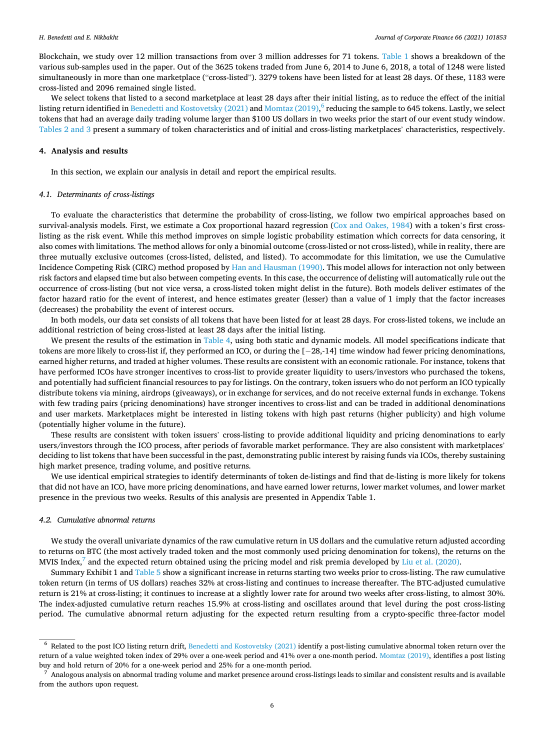 H. Benedetti and E. Nikbakht
Journal of Corporate Finance 66 (2021) 101853
Blockchain, we study over 12 million transactions from over 3 million addresses for 71 tokens. Table 1 shows a breakdown of the
various sub-samples used in the paper. Out of the 3625 tokens traded from June 6, 2014 to June 6, 2018, a total of 1248 were listed
simultaneously in more than one marketplace ("cross-listed"). 3279 tokens have been listed for at least 28 days. Of these, 1183 were
cross-listed and 2096 remained single listed.
We select tokens that listed to a second marketplace at least 28 days after their initial listing, as to reduce the effect of the initial
listing return identified in Benedetti and Kostovetsky (2021) and Momtaz (2019),⁶ reducing the sample to 645 tokens. Lastly, we select
tokens that had an average daily trading volume larger than $100 US dollars in two weeks prior the start of our event study window.
Tables 2 and 3 present a summary of token characteristics and of initial and cross-listing marketplaces' characteristics, respectively.
4. Analysis and results
In this section, we explain our analysis in detail and report the empirical results.
4.1. Determinants of cross-listings
To evaluate the characteristics that determine the probability of cross-listing, we follow two empirical approaches based on
survival-analysis models. First, we estimate a Cox proportional hazard regression (Cox and Oakes, 1984) with a token's first cross-
listing as the risk event. While this method improves on simple logistic probability estimation which corrects for data censoring, it
also comes with limitations. The method allows for only a binomial outcome (cross-listed or not cross-listed), while in reality, there are
three mutually exclusive outcomes (cross-listed, delisted, and listed). To accommodate for this limitation, we use the Cumulative
Incidence Competing Risk (CIRC) method proposed by Han and Hausman (1990). This model allows for interaction not only between
risk factors and elapsed time but also between competing events. In this case, the occurrence of delisting will automatically rule out the
occurrence of cross-listing (but not vice versa, a cross-listed token might delist in the future). Both models deliver estimates of the
factor hazard ratio for the event of interest, and hence estimates greater (lesser) than a value of 1 imply that the factor increases
(decreases) the probability the event of interest occurs.
In both models, our data set consists of all tokens that have been listed for at least 28 days. For cross-listed tokens, we include an
additional restriction of being cross-listed at least 28 days after the initial listing.
We present the results of the estimation in Table 4, using both static and dynamic models. All model specifications indicate that
tokens are more likely to cross-list if, they performed an ICO, or during the [−28,-14] time window had fewer pricing denominations,
earned higher returns, and traded at higher volumes. These results are consistent with an economic rationale. For instance, tokens that
have performed ICOs have stronger incentives to cross-list to provide greater liquidity to users/investors who purchased the tokens,
and potentially had sufficient financial resources to pay for listings. On the contrary, token issuers who do not perform an ICO typically
distribute tokens via mining, airdrops (giveaways), or in exchange for services, and do not receive external funds in exchange. Tokens
with few trading pairs (pricing denominations) have stronger incentives to cross-list and can be traded in additional denominations
and user markets. Marketplaces might be interested in listing tokens with high past returns (higher publicity) and high volume
(potentially higher volume in the future).
These results are consistent with token issuers' cross-listing to provide additional liquidity and pricing denominations to early
users/investors through the ICO process, after periods of favorable market performance. They are also consistent with marketplaces'
deciding to list tokens that have been successful in the past, demonstrating public interest by raising funds via ICOs, thereby sustaining
high market presence, trading volume, and positive returns.
We use identical empirical strategies to identify determinants of token de-listings and find that de-listing is more likely for tokens
that did not have an ICO, have more pricing denominations, and have earned lower returns, lower market volumes, and lower market
presence in the previous two weeks. Results of this analysis are presented in Appendix Table 1.
4.2. Cumulative abnormal returns
We study the overall univariate dynamics of the raw cumulative return in US dollars and the cumulative return adjusted according
to returns on BTC (the most actively traded token and the most commonly used pricing denomination for tokens), the returns on the
MVIS Index,⁷ and the expected return obtained using the pricing model and risk premia developed by Liu et al. (2020).
Summary Exhibit 1 and Table 5 show a significant increase in returns starting two weeks prior to cross-listing. The raw cumulative
token return (in terms of US dollars) reaches 32% at cross-listing and continues to increase thereafter. The BTC-adjusted cumulative
return is 21% at cross-listing; it continues to increase at a slightly lower rate for around two weeks after cross-listing, to almost 30%.
The index-adjusted cumulative return reaches 15.9% at cross-listing and oscillates around that level during the post cross-listing
period. The cumulative abnormal return adjusting for the expected return resulting from a crypto-specific three-factor model
⁶ Related to the post ICO listing return drift, Benedetti and Kostovetsky (2021) identify a post-listing cumulative abnormal token return over the
return of a value weighted token index of 29% over a one-week period and 41% over a one-month period. Momtaz (2019), identifies a post listing
buy and hold return of 20% for a one-week period and 25% for a one-month period.
⁷ Analogous analysis on abnormal trading volume and market presence around cross-listings leads to similar and consistent results and is available
from the authors upon request.
6